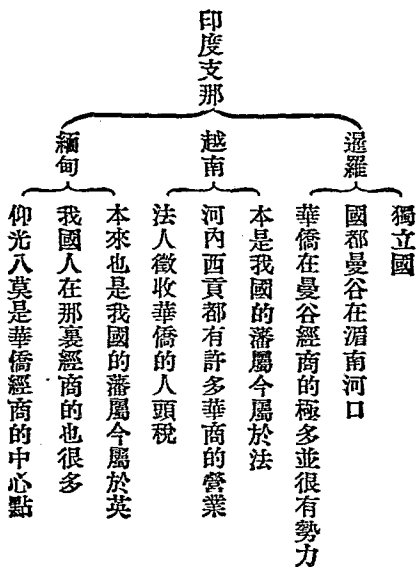 印度支那
暹羅
獨立國
國都曼谷在湄南河口
華僑在曼谷經商的極多並很有勢力
越南
本是我國的藩屬今屬於法
河內西貢都有許多華商的營業
法人徵收華僑的人頭稅
緬甸
本來也是我國的藩屬今屬於英
我國人在那裏經商的也很多
仰光八莫是華僑經商的中心點